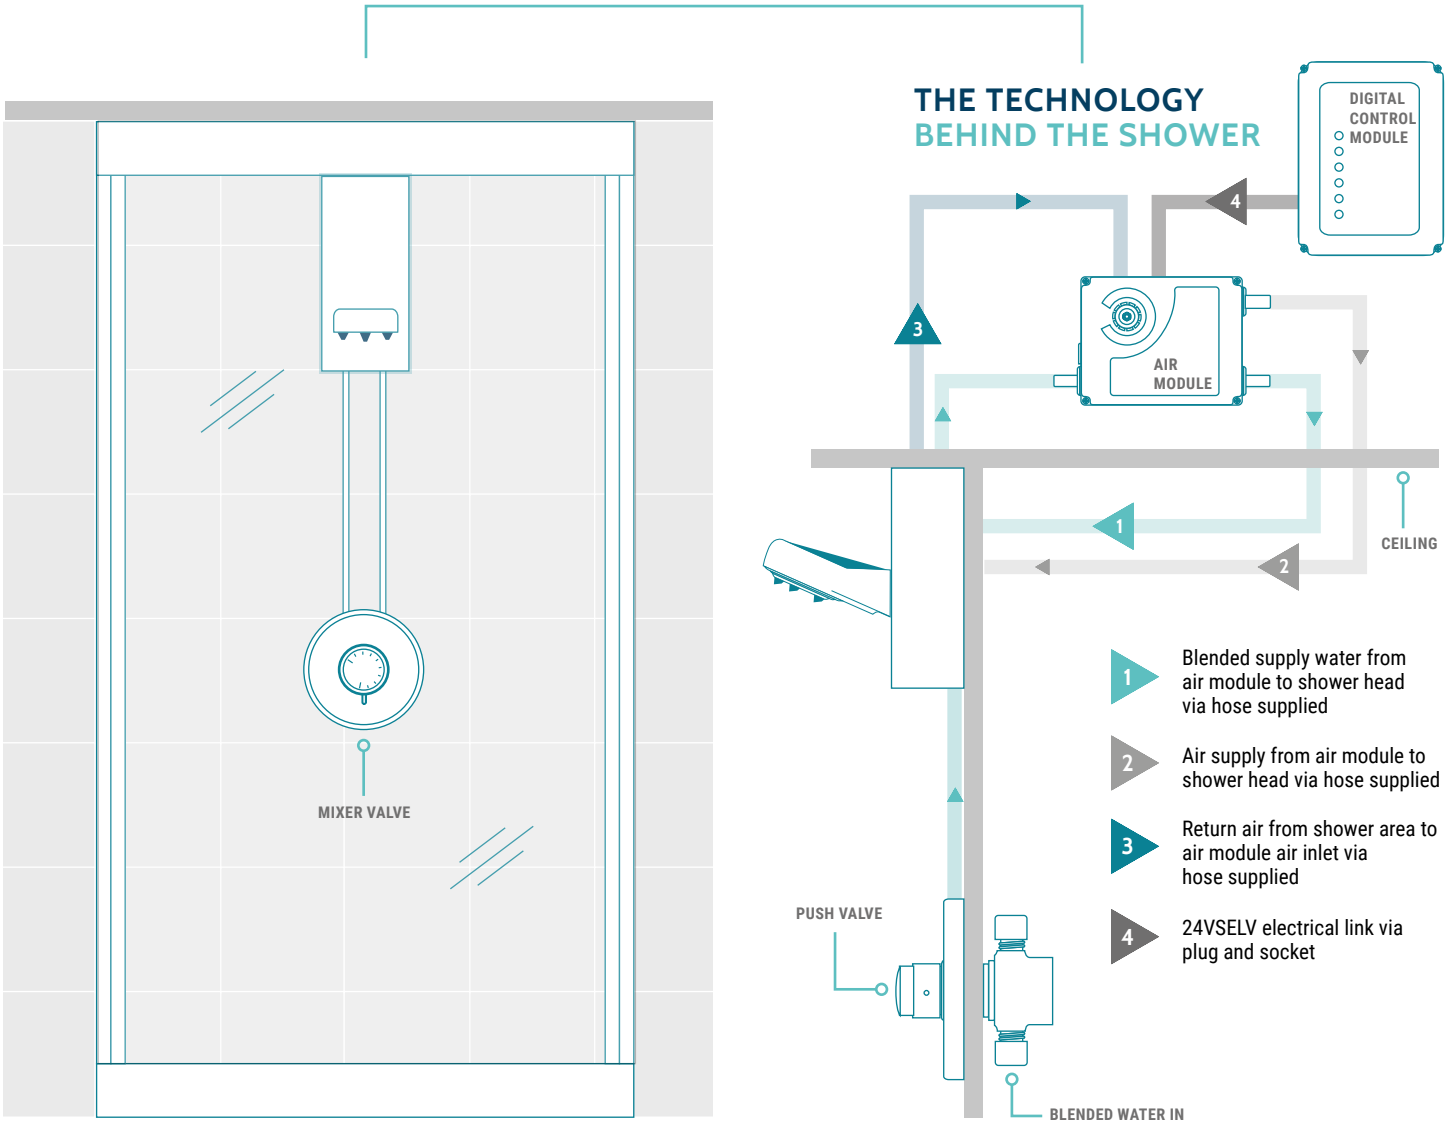 THE TECHNOLOGY
BEHIND THE SHOWER
DIGITAL
CONTROL
MODULE
4
3
AIR
MODULE
1
2
CEILING
MIXER VALVE
PUSH VALVE
BLENDED WATER IN
1
Blended supply water from
air module to shower head
via hose supplied
2
Air supply from air module to
shower head via hose supplied
3
Return air from shower area to
air module air inlet via
hose supplied
4
24VSELV electrical link via
plug and socket